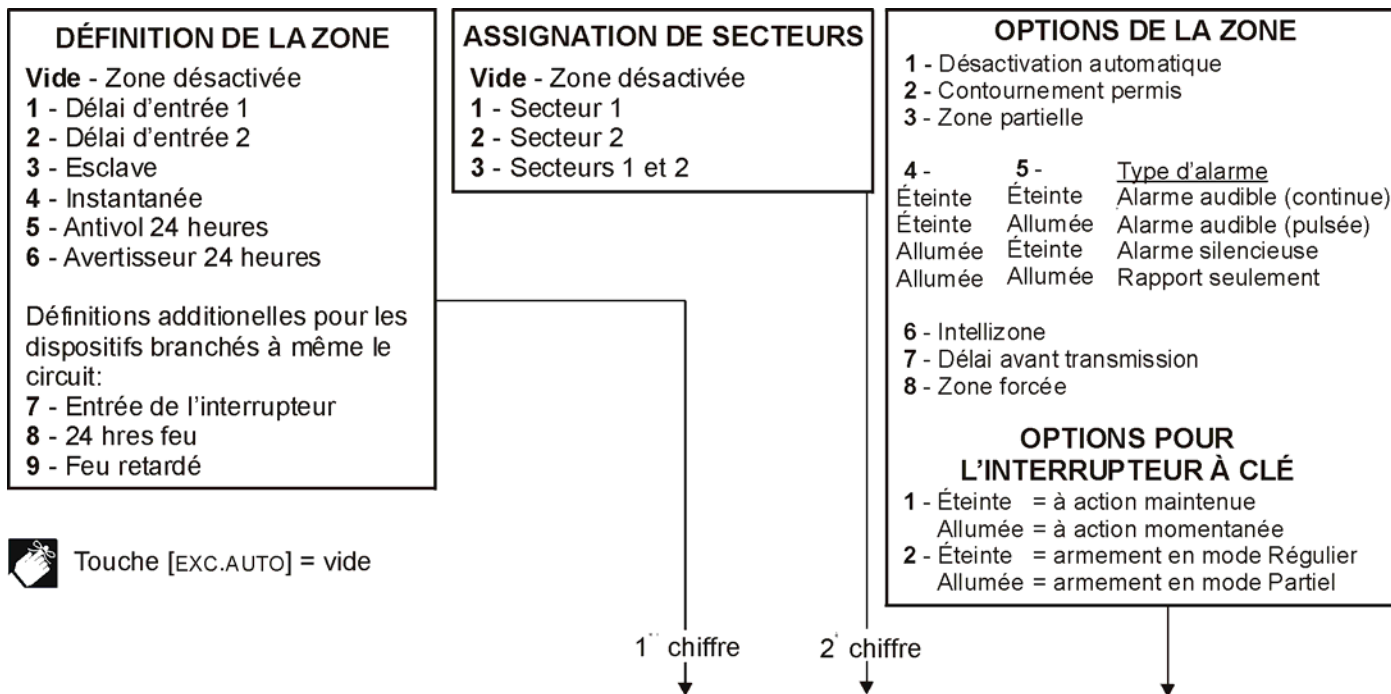 DÉFINITION DE LA ZONE
Vide - Zone désactivée
1 - Délai d'entrée 1
2 - Délai d'entrée 2
3 - Esclave
4 - Instantanée
5 - Antivol 24 heures
6 - Avertisseur 24 heures
Définitions additionelles pour les
dispositifs branchés à même le
circuit:
7 - Entrée de l'interrupteur
8 - 24 hres feu
9 - Feu retardé
Touche [EXC.AUTO] = vide
ASSIGNATION DE SECTEURS
Vide - Zone désactivée
1 - Secteur 1
2 - Secteur 2
3 - Secteurs 1 et 2
OPTIONS DE LA ZONE
1 - Désactivation automatique
2 - Contournement permis
3 - Zone partielle
4 - 5 - Type d'alarme
Éteinte Éteinte Alarme audible (continue)
Éteinte Allumée Alarme audible (pulsée)
Allumée Éteinte Alarme silencieuse
Allumée Allumée Rapport seulement
6 - Intellizone
7 - Délai avant transmission
8 - Zone forcée
OPTIONS POUR
L'INTERRUPTEUR À CLÉ
1 - Éteinte = à action maintenue
Allumée = à action momentanée
2 - Éteinte = armement en mode Régulier
Allumée = armement en mode Partiel
1 chiffre
2 chiffre